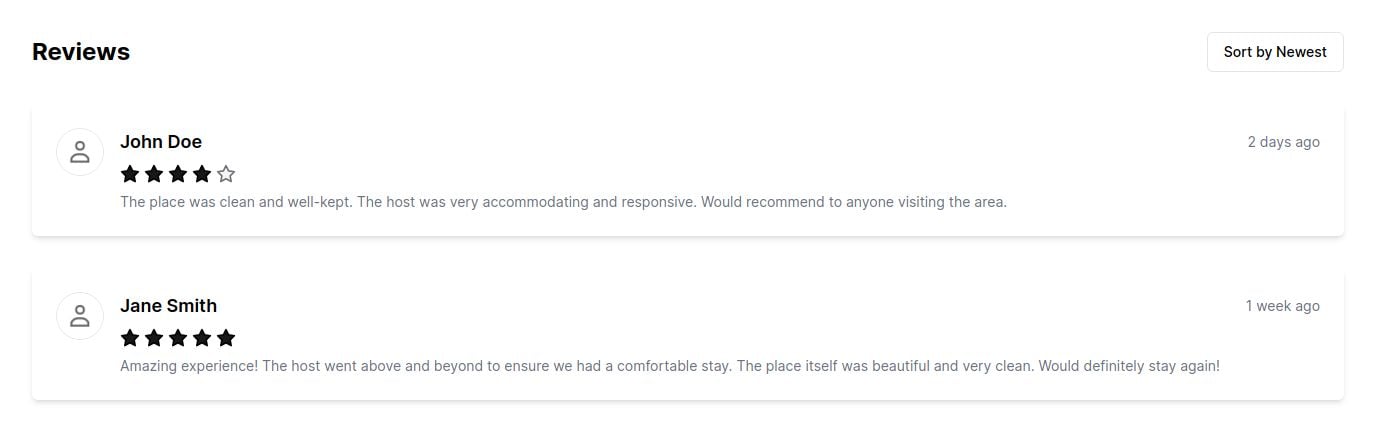 Reviews
Sort by Newest
John Doe
2 days ago
The place was clean and well-kept. The host was very accommodating and responsive. Would recommend to anyone visiting the area.
Jane Smith
1 week ago
Amazing experience! The host went above and beyond to ensure we had a comfortable stay. The place itself was beautiful and very clean. Would definitely stay again!